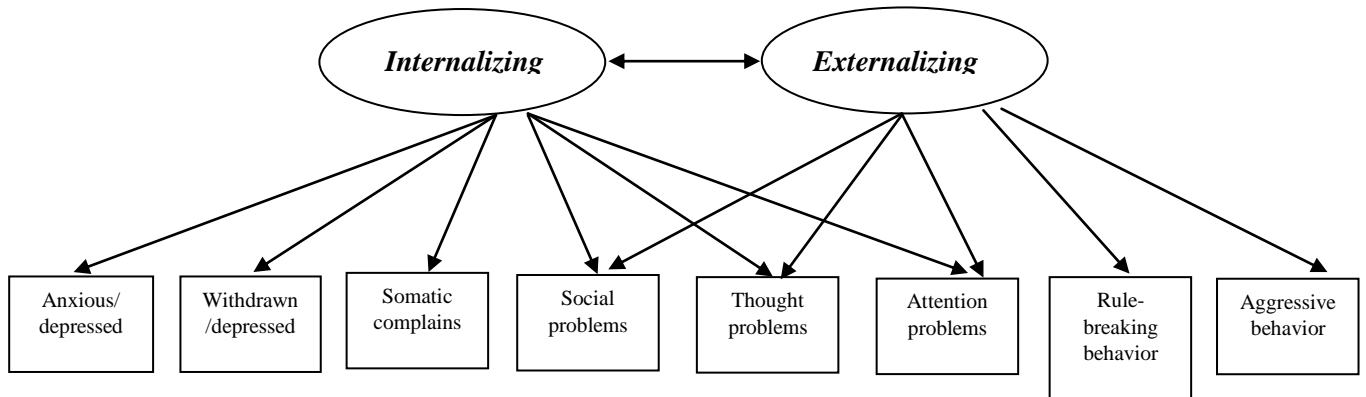 Internalizing
Externalizing
Anxious/
depressed
Withdrawn
/depressed
Somatic
complains
Social
problems
Thought
problems
Attention
problems
Rule-
breaking
behavior
Aggressive
behavior